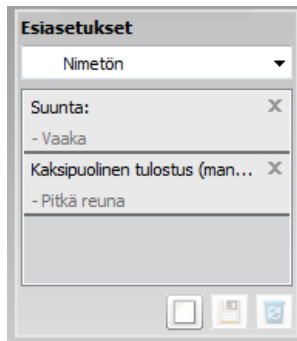 Esiasetukset
Nimetön
Suunta:
- Vaaka
Kaksipuolinen tulostus (man...
- Pitkä reuna